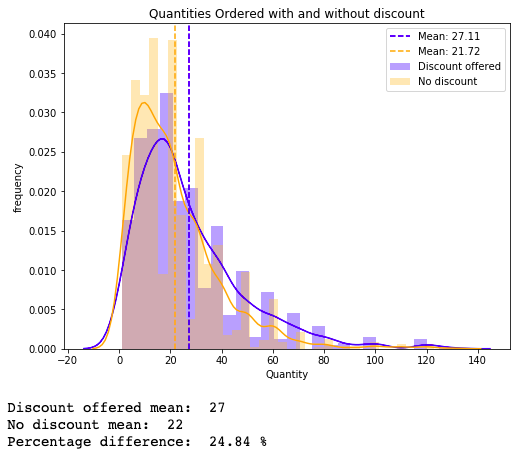 Quantities Ordered with and without discount
Mean: 27.11
Mean: 21.72
Discount offered
No discount
frequency
0.040
0.035
0.030
0.025
0.020
0.015
0.010
0.005
0.000
−20 0 20 40 60 80 100 120 140
Quantity
Discount offered mean: 27
No discount mean: 22
Percentage difference: 24.84 %